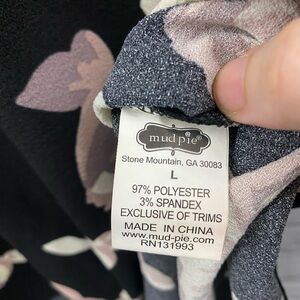 mud pie®
Stone Mountain, GA 30083
L
97% POLYESTER
3% SPANDEX
EXCLUSIVE OF TRIMS
MADE IN CHINA
www.mud-pie.com
RN131993